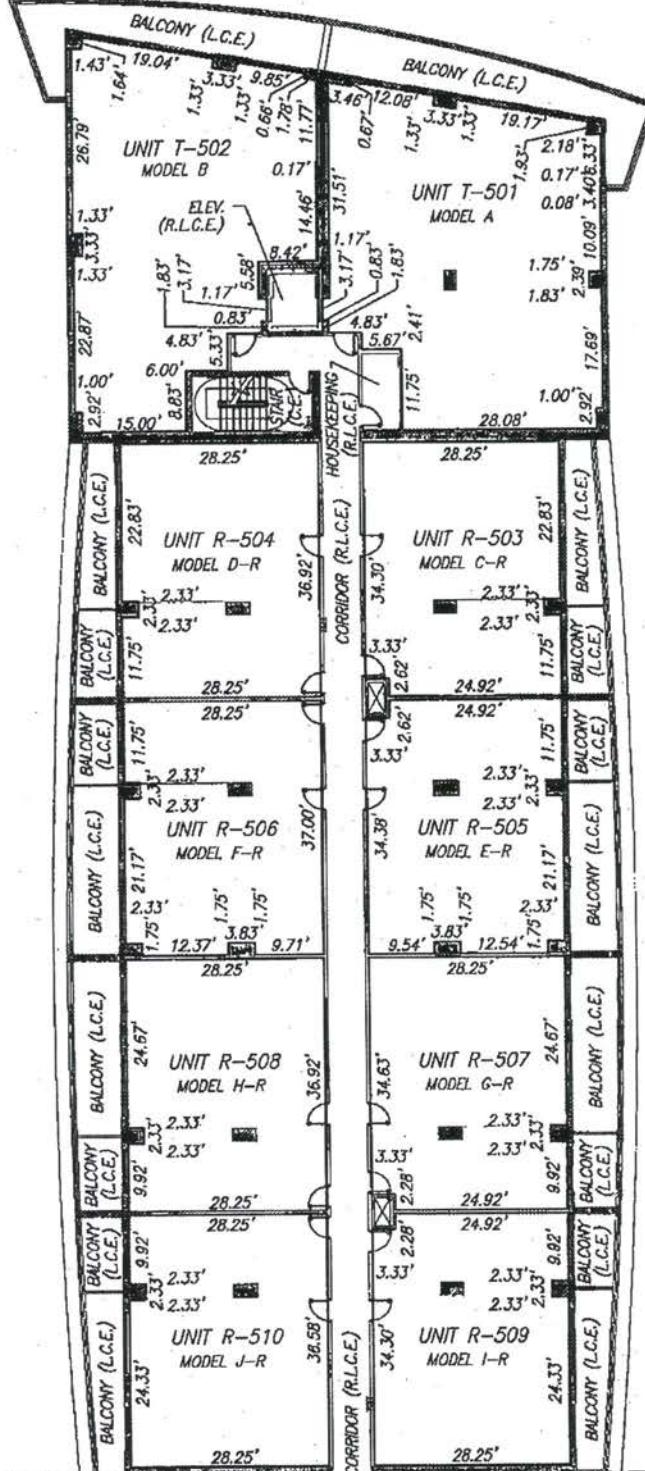 BALCONY (L.C.E.)
BALCONY (L.C.E.)
1.43'
1.64'
19.04'
3.33'
1.33'
1.33'
9.85'
0.66'
1.78'
11.77'
3.46'
0.67'
12.08'
3.33'
1.33'
1.33'
19.17'
1.93'
2.18'
6.33'
0.17'
3.40'
0.08'
26.79'
UNIT T-502
MODEL B
0.17'
31.51'
UNIT T-501
MODEL A
10.09'
ELEV.
(R.L.C.E.)
14.46'
1.33'
3.33'
1.33'
8.42'
5.58'
1.83'
3.17'
1.17'
0.83'
1.17'
3.17'
0.83'
1.83'
1.75'
1.83'
2.39'
22.87'
4.83'
5.33'
4.83'
5.67'
2.41'
17.69'
6.00'
8.83'
STAIR
(C.E.)
HOUSEKEEPING
(R.L.C.E.)
11.75'
1.00'
2.92'
15.00'
1.00'
2.92'
28.08'
28.25'
28.25'
BALCONY (L.C.E.)
22.83'
UNIT R-504
MODEL D-R
36.92'
CORRIDOR (R.L.C.E.)
34.30'
UNIT R-503
MODEL C-R
22.83'
BALCONY (L.C.E.)
2.33'
2.33'
2.33'
2.33'
2.33'
2.33'
BALCONY
(L.C.E.)
11.75'
3.33'
2.62'
11.75'
BALCONY
(L.C.E.)
28.25'
24.92'
28.25'
24.92'
BALCONY
(L.C.E.)
11.75'
2.62'
3.33'
11.75'
BALCONY
(L.C.E.)
2.33'
2.33'
2.33'
2.33'
2.33'
2.33'
BALCONY (L.C.E.)
21.17'
UNIT R-506
MODEL F-R
37.00'
34.38'
UNIT R-505
MODEL E-R
21.17'
BALCONY (L.C.E.)
2.33'
1.75'
12.37'
1.75'
3.83'
1.75'
9.71'
9.54'
1.75'
3.83'
1.75'
12.54'
2.33'
1.75'
28.25'
28.25'
BALCONY (L.C.E.)
24.67'
UNIT R-508
MODEL H-R
36.92'
34.63'
UNIT R-507
MODEL G-R
24.67'
BALCONY (L.C.E.)
2.33'
2.33'
2.33'
2.33'
2.33'
2.33'
BALCONY
(L.C.E.)
9.92'
3.33'
2.28'
9.92'
BALCONY
(L.C.E.)
28.25'
24.92'
28.25'
24.92'
BALCONY
(L.C.E.)
9.92'
2.28'
3.33'
9.92'
BALCONY
(L.C.E.)
2.33'
2.33'
2.33'
2.33'
2.33'
2.33'
BALCONY (L.C.E.)
24.33'
UNIT R-510
MODEL J-R
36.58'
CORRIDOR (R.L.C.E.)
34.30'
UNIT R-509
MODEL I-R
24.33'
BALCONY (L.C.E.)
28.25'
28.25'